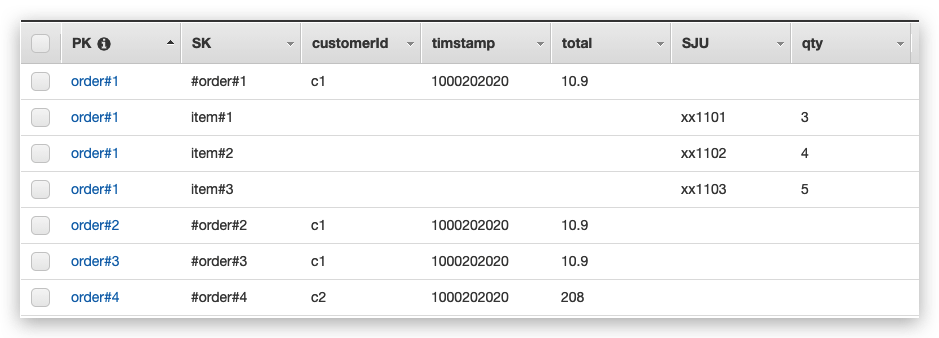 PK SK customerId timstamp total SJU qty
order#1 #order#1 c1 1000202020 10.9
order#1 item#1 xx1101 3
order#1 item#2 xx1102 4
order#1 item#3 xx1103 5
order#2 #order#2 c1 1000202020 10.9
order#3 #order#3 c1 1000202020 10.9
order#4 #order#4 c2 1000202020 208